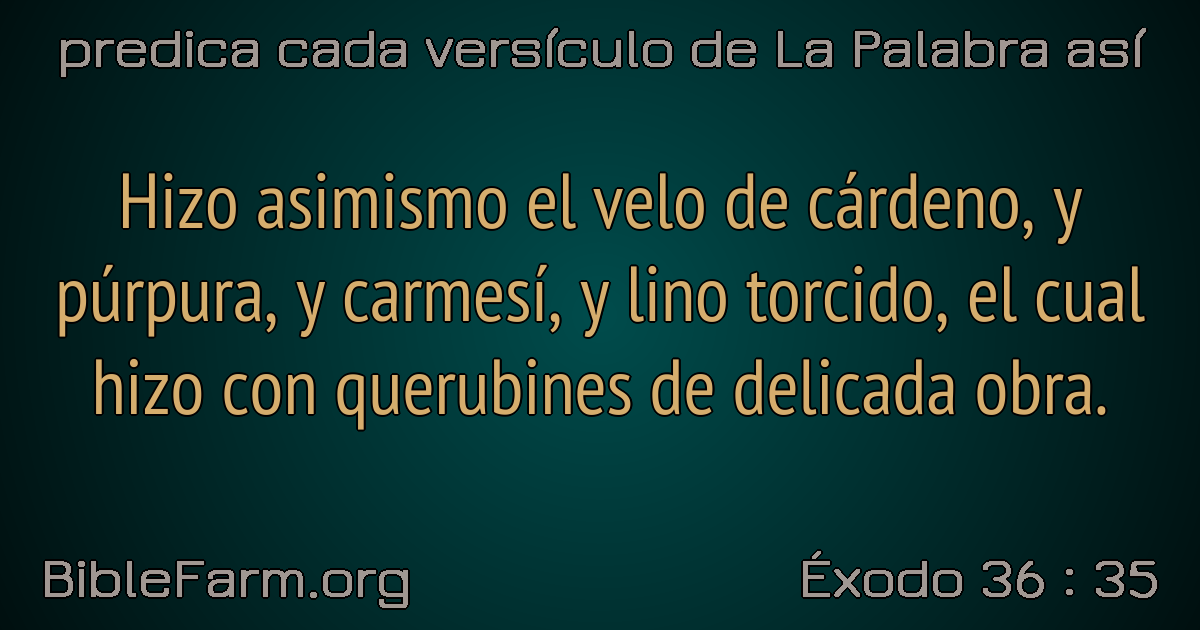 predica cada versículo de La Palabra así
Hizo asimismo el velo de cárdeno, y
púrpura, y carmesí, y lino torcido, el cual
hizo con querubines de delicada obra.
BibleFarm.org
Éxodo 36 : 35